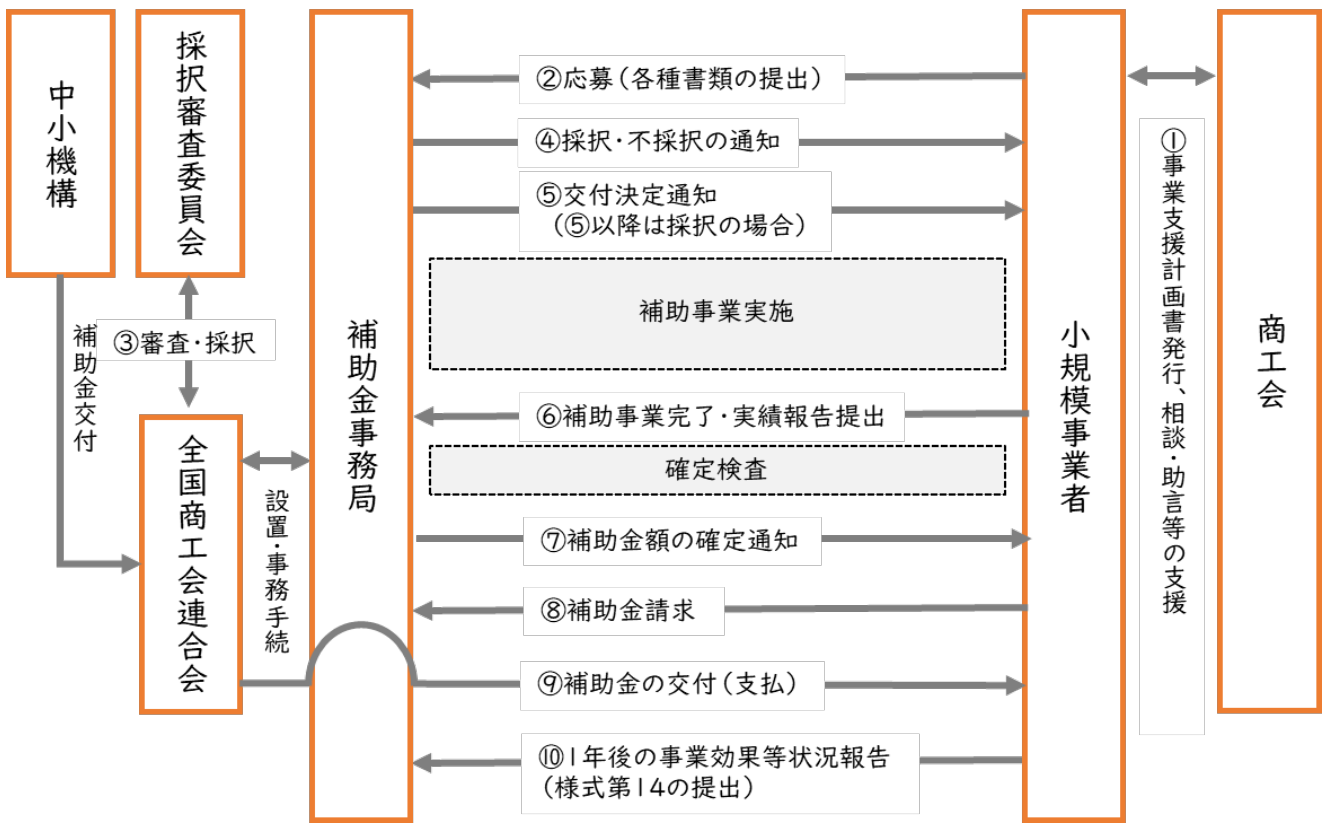 中小機構
採択審査委員会
補助金事務局
小規模事業者
商工会
②応募(各種書類の提出)
④採択・不採択の通知
①事業支援計画書発行、相談・助言等の支援
⑤交付決定通知
(⑤以降は採択の場合)
補助事業実施
補助金交付
③審査・採択
⑥補助事業完了・実績報告提出
全国商工会連合会
確定検査
設置・事務手続
⑦補助金額の確定通知
⑧補助金請求
⑨補助金の交付(支払)
⑩1年後の事業効果等状況報告
(様式第14の提出)